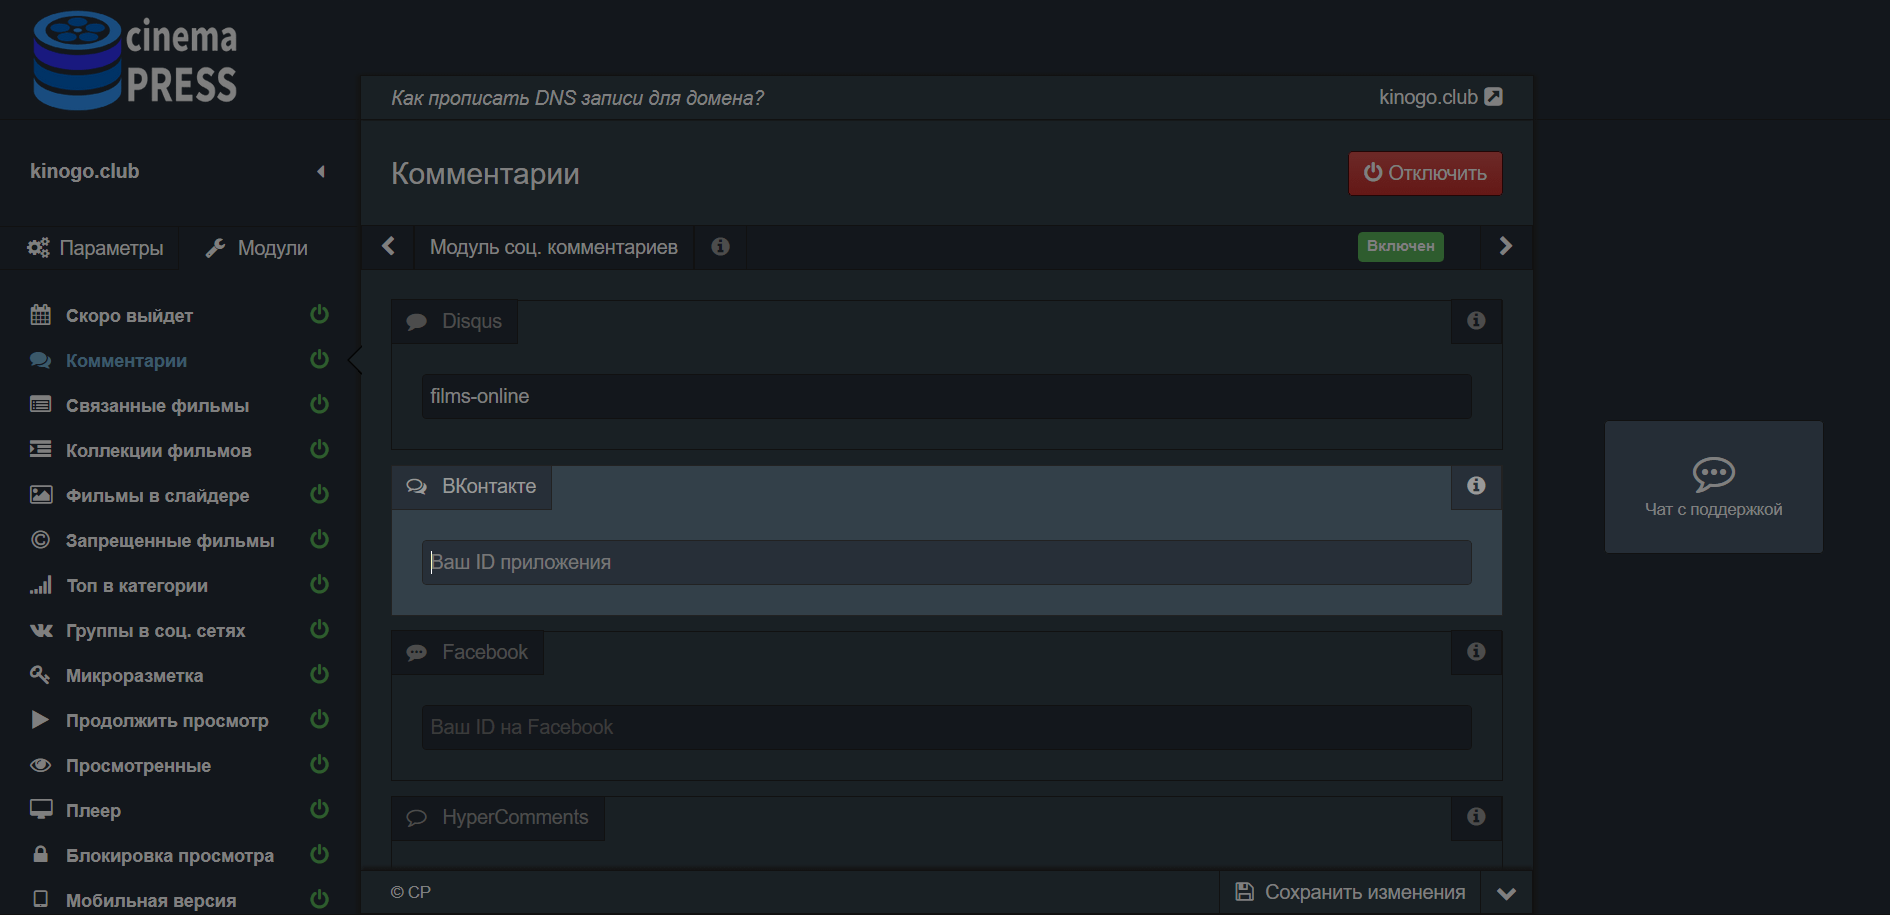 cinema
PRESS
Как прописать DNS записи для домена?
kinogo.club
kinogo.club
Комментарии
Отключить
Параметры
Модули
Модуль соц. комментариев
Включен
Скоро выйдет
Комментарии
Связанные фильмы
Коллекции фильмов
Фильмы в слайдере
Запрещенные фильмы
Топ в категории
Группы в соц. сетях
Микроразметка
Продолжить просмотр
Просмотренные
Плеер
Блокировка просмотра
Мобильная версия
Disqus
films-online
ВКонтакте
Ваш ID приложения
Facebook
Ваш ID на Facebook
HyperComments
Чат с поддержкой
© CP
Сохранить изменения